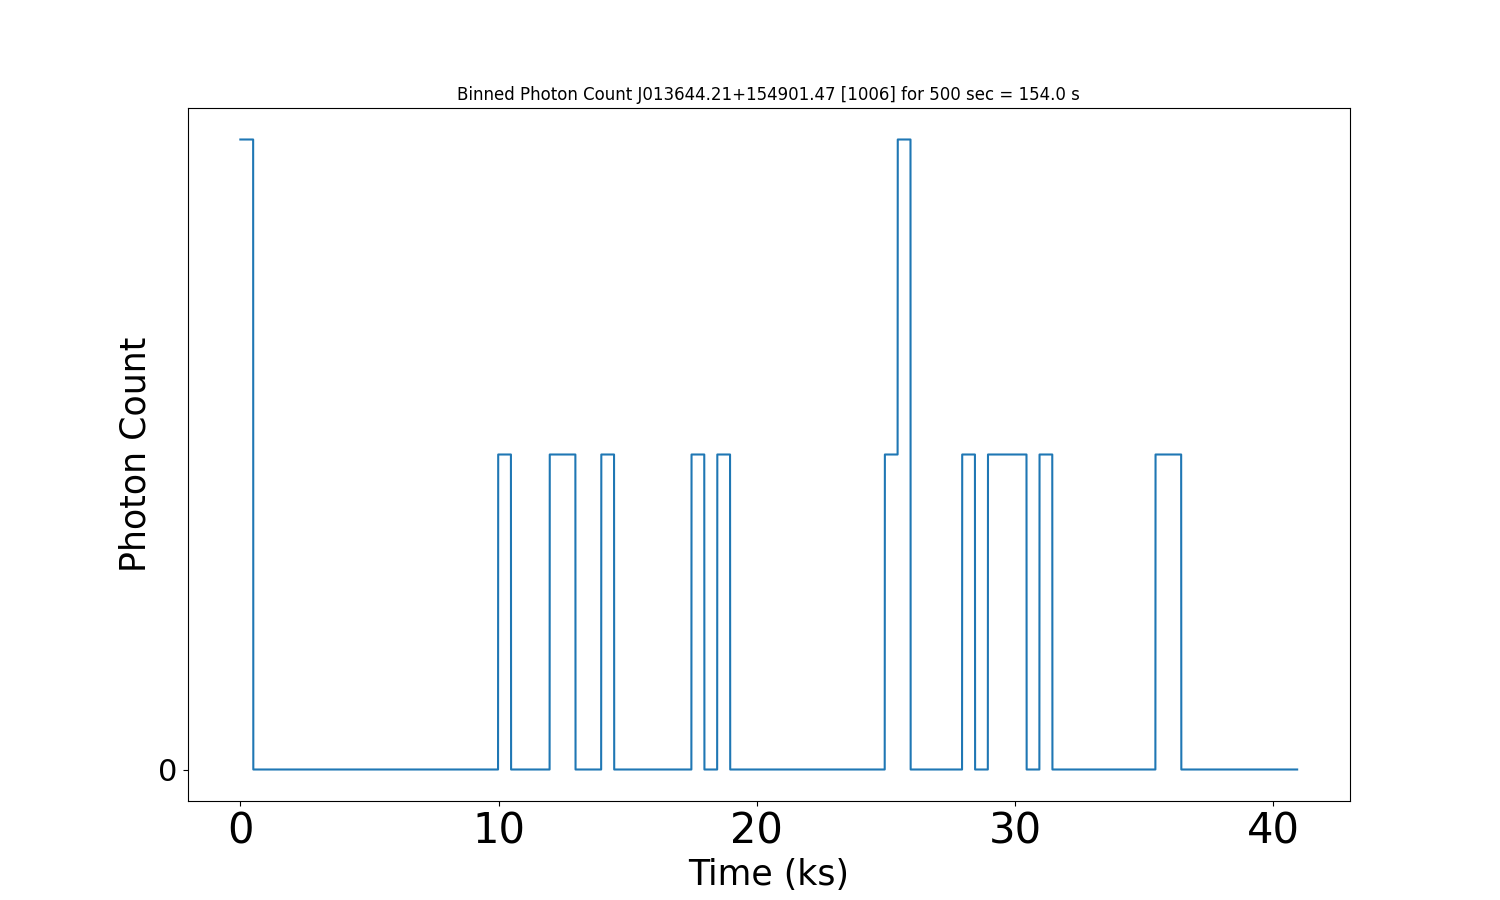 Binned Photon Count J013644.21+154901.47 [1006] for 500 sec = 154.0 s
Photon Count
0
0 10 20 30 40
Time (ks)